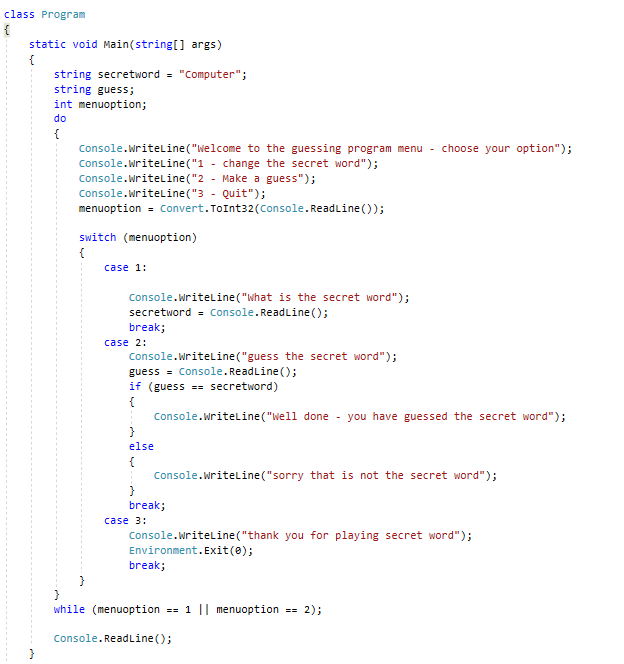 class Program
{
static void Main(string[] args)
{
string secretword = "Computer";
string guess;
int menuoption;
do
{
Console.WriteLine("Welcome to the guessing program menu - choose your option");
Console.WriteLine("1 - change the secret word");
Console.WriteLine("2 - Make a guess");
Console.WriteLine("3 - Quit");
menuoption = Convert.ToInt32(Console.ReadLine());
switch (menuoption)
{
case 1:
Console.WriteLine("What is the secret word");
secretword = Console.ReadLine();
break;
case 2:
Console.WriteLine("guess the secret word");
guess = Console.ReadLine();
if (guess == secretword)
{
Console.WriteLine("Well done - you have guessed the secret word");
}
else
{
Console.WriteLine("sorry that is not the secret word");
}
break;
case 3:
Console.WriteLine("thank you for playing secret word");
Environment.Exit(0);
break;
}
}
while (menuoption == 1 || menuoption == 2);
Console.ReadLine();
}